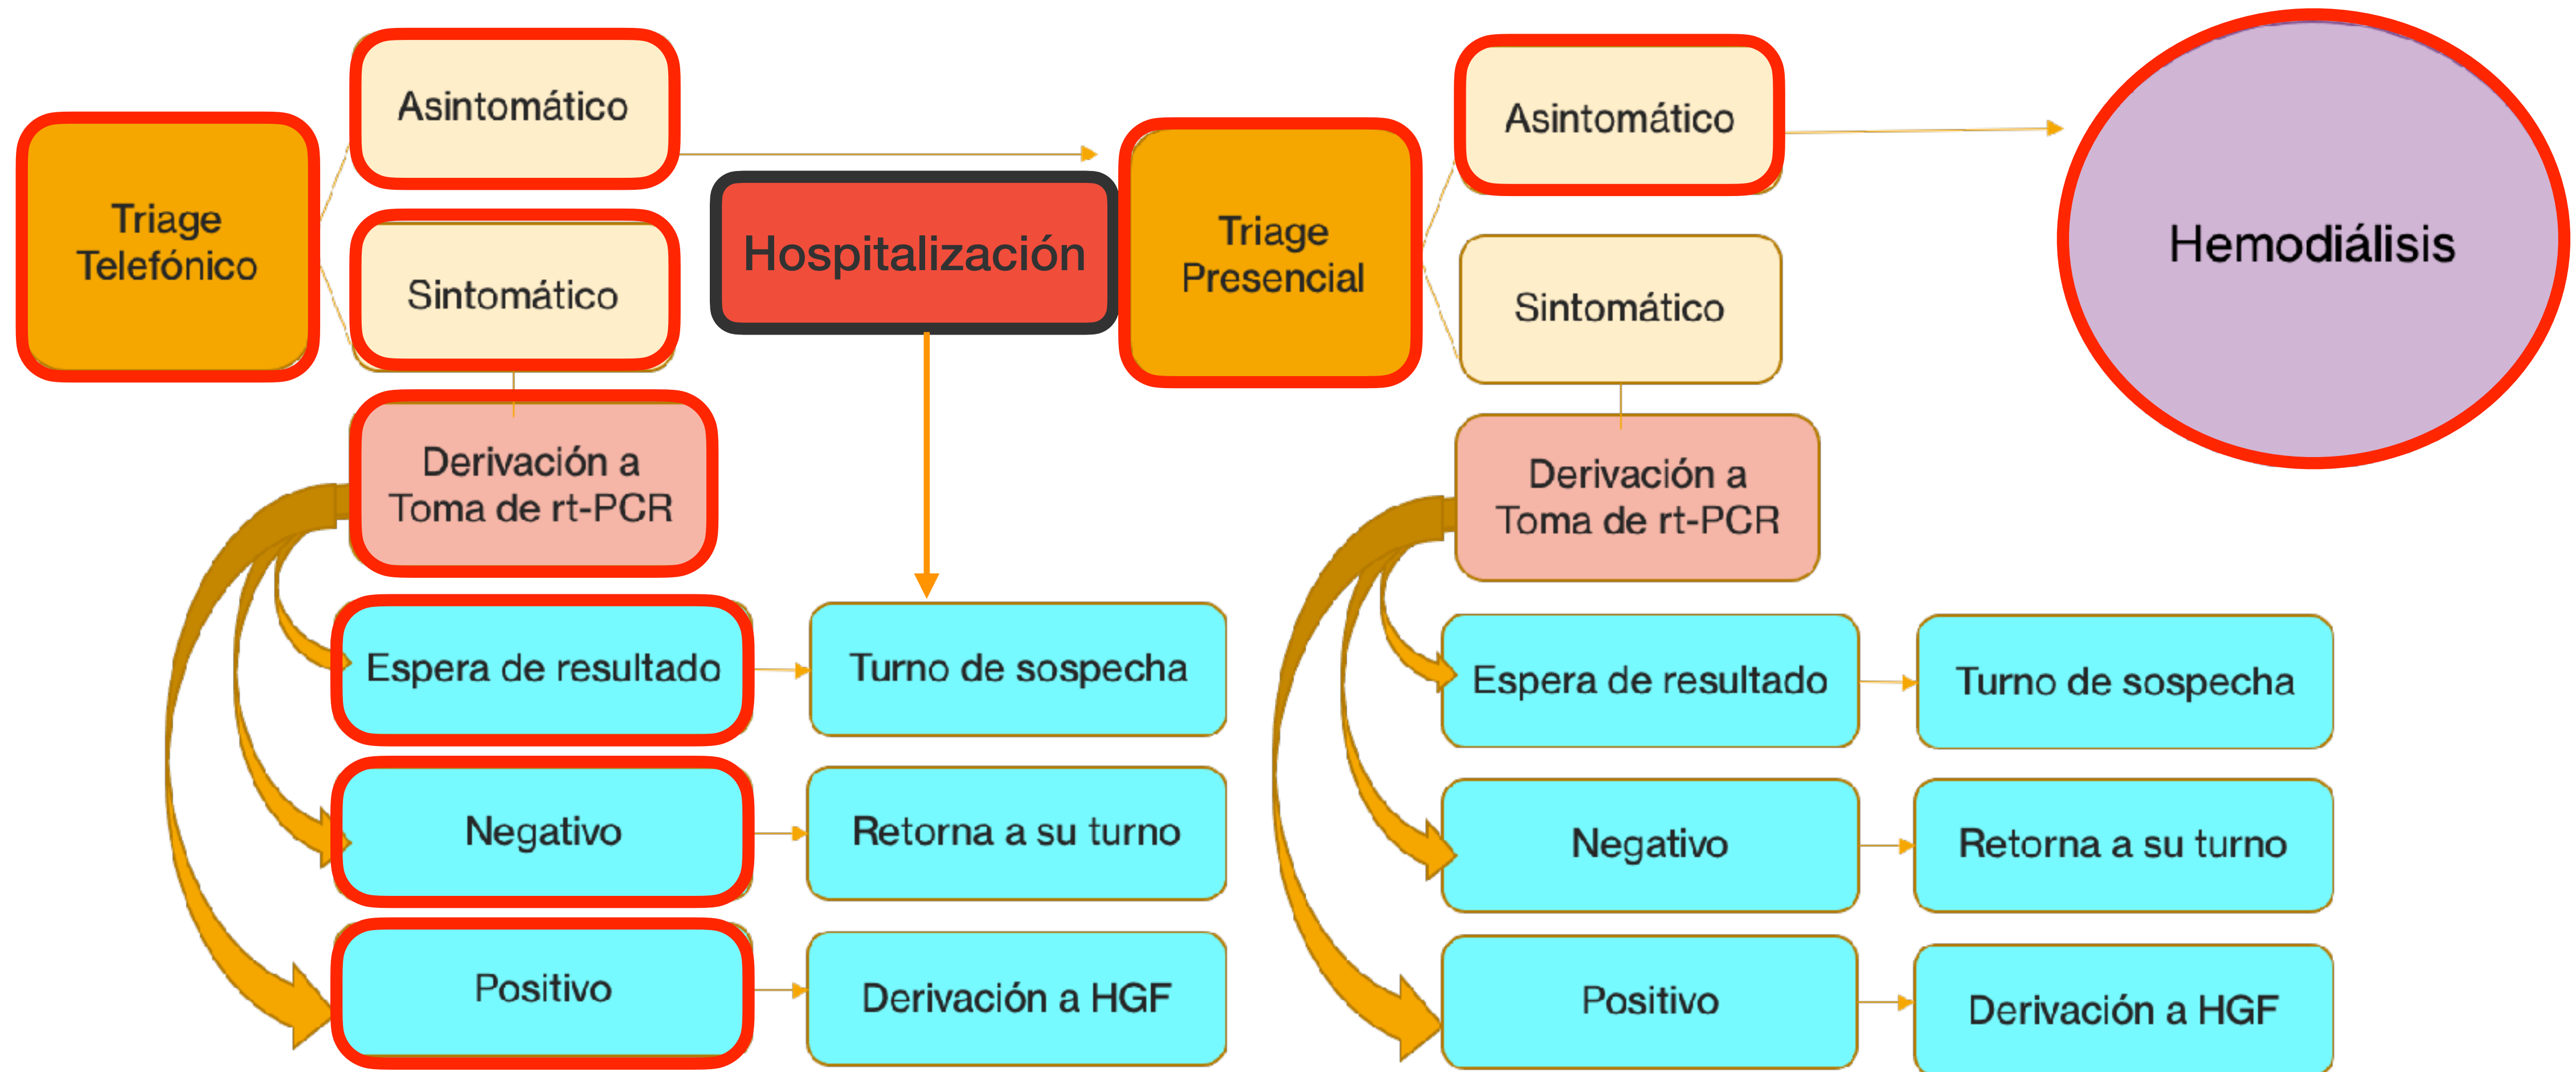 Triage
Telefónico
Asintomático
Sintomático
Derivación a
Toma de rt-PCR
Espera de resultado
Turno de sospecha
Negativo
Retorna a su turno
Positivo
Derivación a HGF
Hospitalización
Triage
Presencial
Asintomático
Sintomático
Derivación a
Toma de rt-PCR
Espera de resultado
Turno de sospecha
Negativo
Retorna a su turno
Positivo
Derivación a HGF
Hemodiálisis